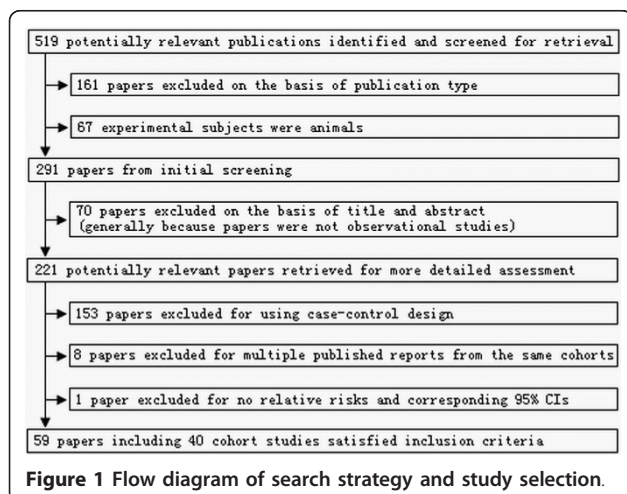 519 potentially relevant publications identified and screened for retrieval
161 papers excluded on the basis of publication type
67 experimental subjects were animals
291 papers from initial screening
70 papers excluded on the basis of title and abstract
(generally because papers were not observational studies)
221 potentially relevant papers retrieved for more detailed assessment
153 papers excluded for using case-control design
8 papers excluded for multiple published reports from the same cohorts
1 paper excluded for no relative risks and corresponding 95% CIs
59 papers including 40 cohort studies satisfied inclusion criteria
Figure 1 Flow diagram of search strategy and study selection.